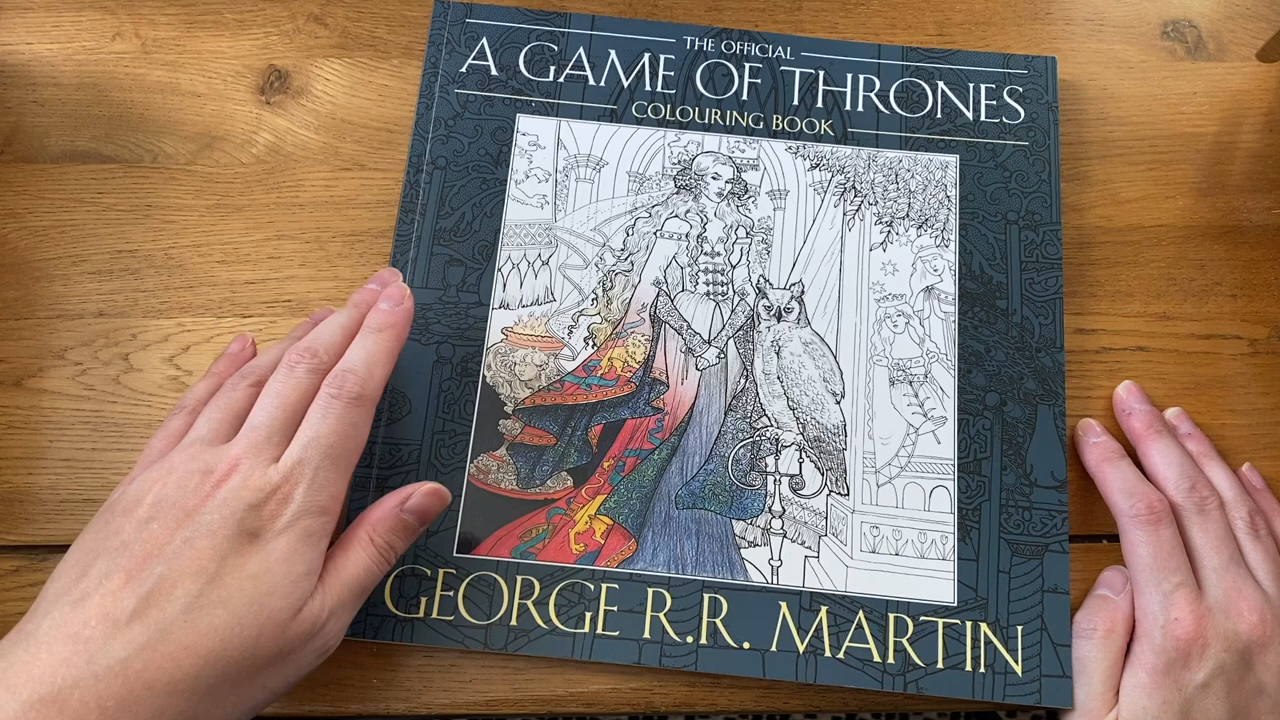 THE OFFICIAL
A GAME OF THRONES
COLOURING BOOK
GEORGE R.R. MARTIN